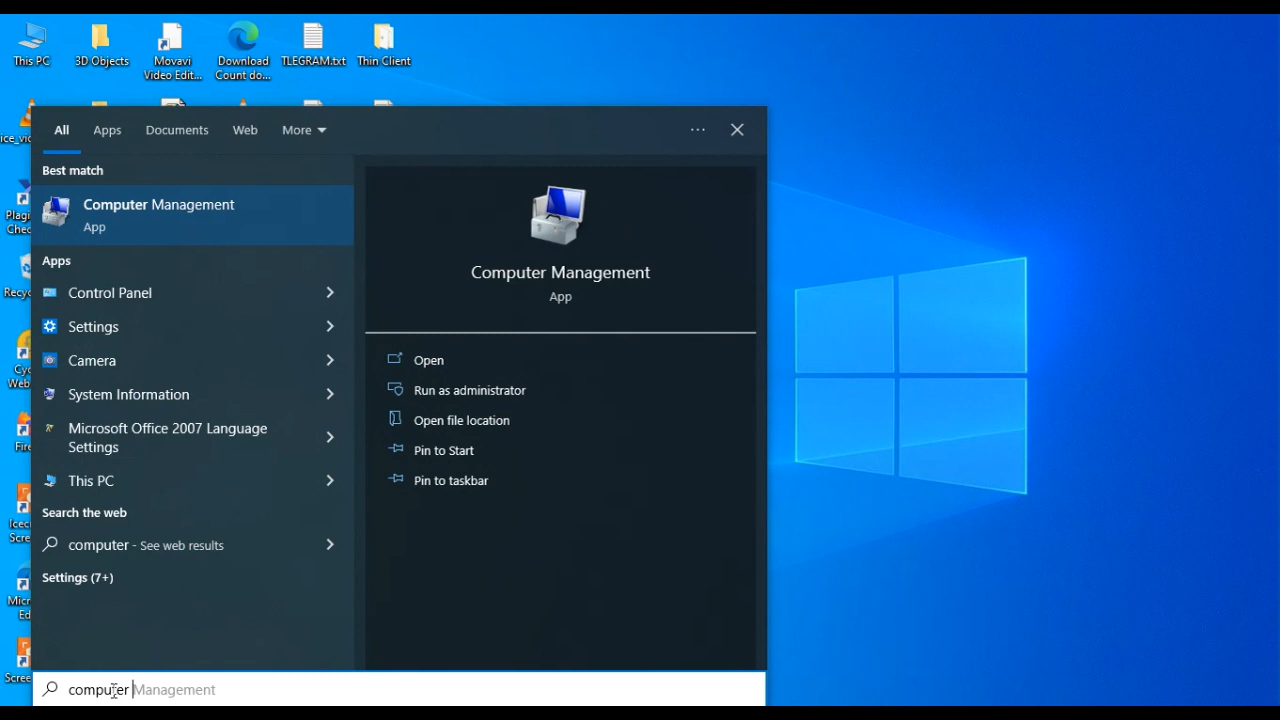 This PC
3D Objects
Movavi
Video Edit...
Download
Count do...
TLEGRAM.txt
Thin Client
All
Apps
Documents
Web
More
Best match
Computer Management
App
Apps
Control Panel
Settings
Camera
System Information
Microsoft Office 2007 Language
Settings
This PC
Search the web
computer - See web results
Settings (7+)
Computer Management
App
Open
Run as administrator
Open file location
Pin to Start
Pin to taskbar
computer Management